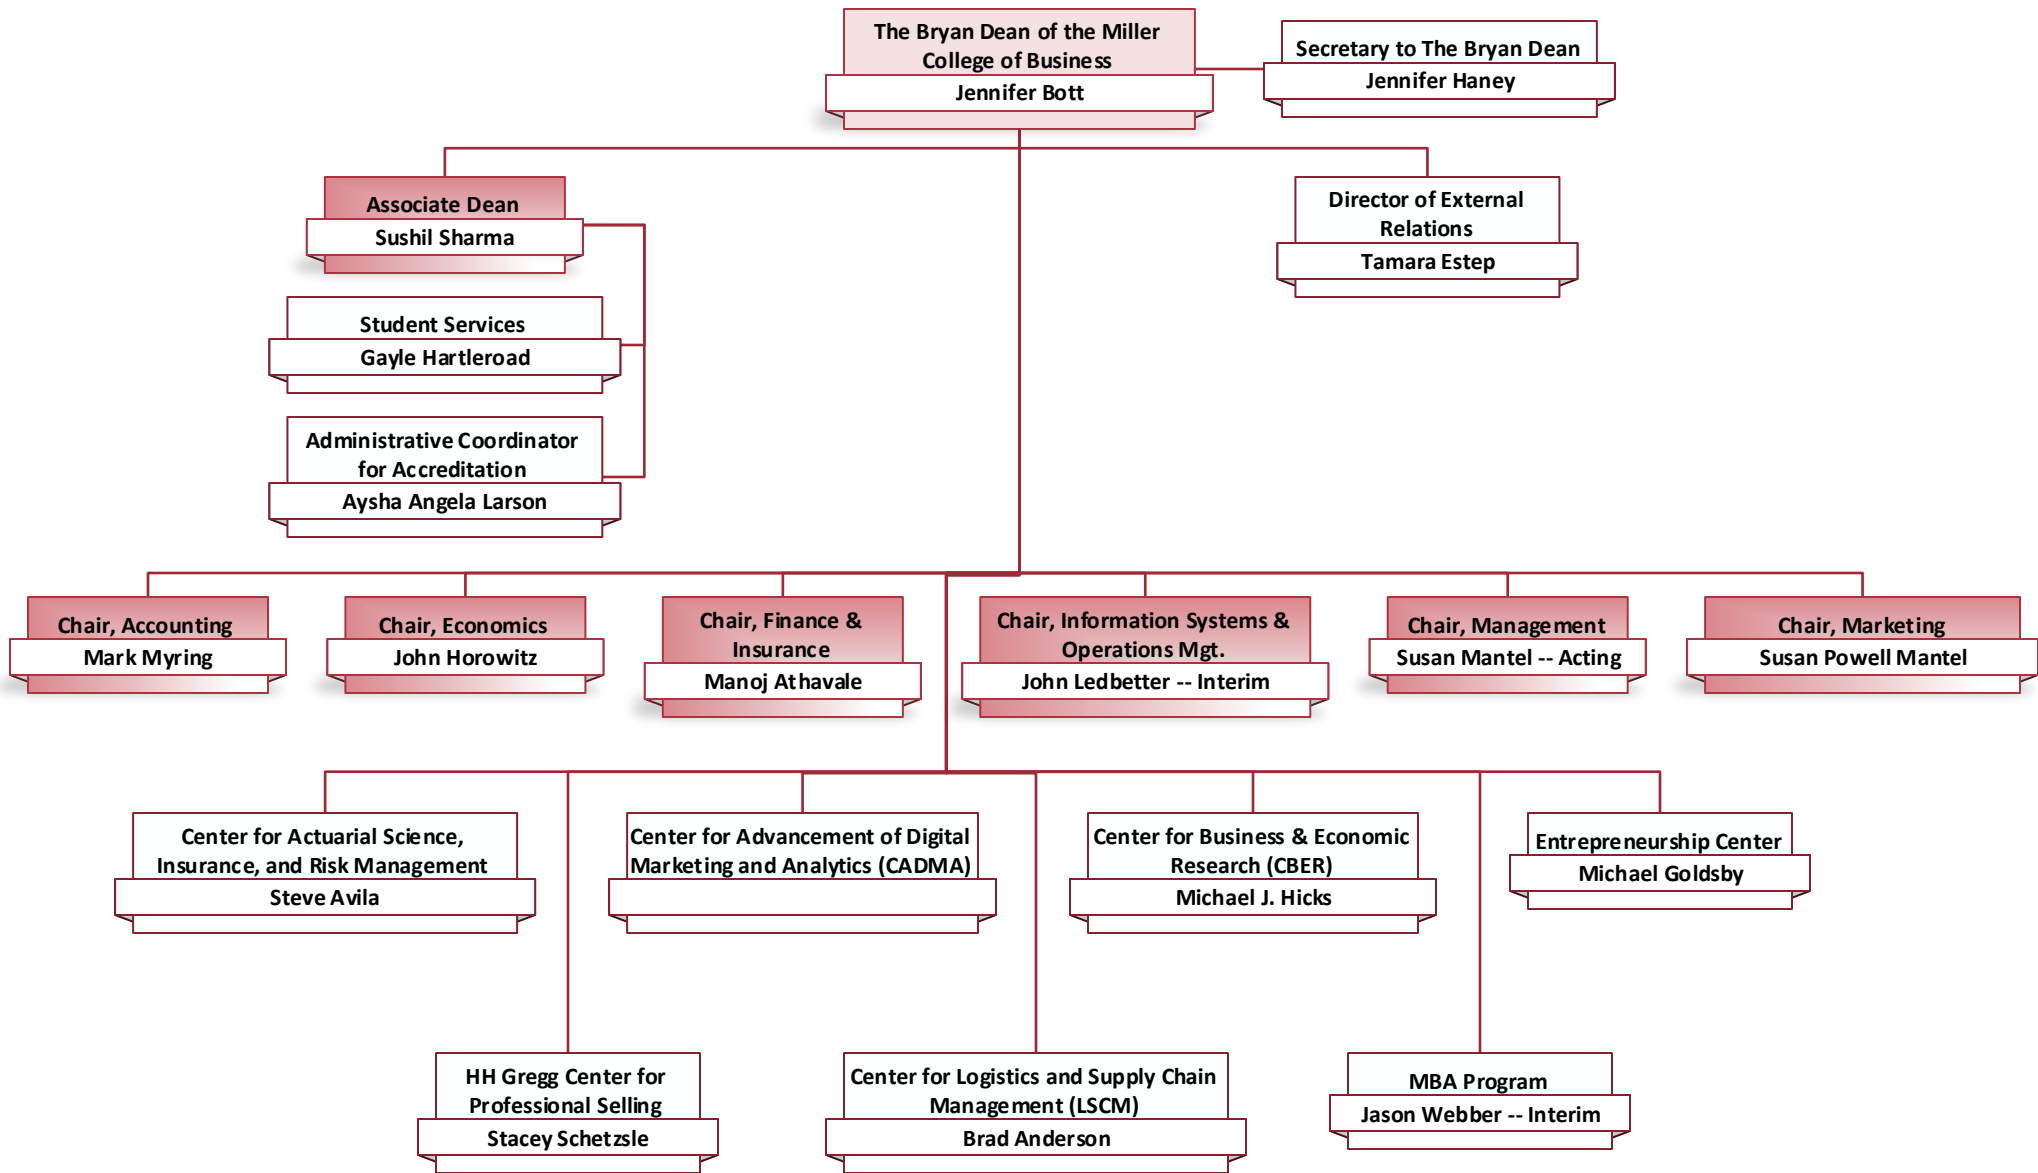 The Bryan Dean of the Miller
College of Business
Jennifer Bott
Secretary to The Bryan Dean
Jennifer Haney
Associate Dean
Sushil Sharma
Director of External
Relations
Tamara Estep
Student Services
Gayle Hartleroad
Administrative Coordinator
for Accreditation
Aysha Angela Larson
Chair, Accounting
Mark Myring
Chair, Economics
John Horowitz
Chair, Finance &
Insurance
Manoj Athavale
Chair, Information Systems &
Operations Mgt.
John Ledbetter -- Interim
Chair, Management
Susan Mantel -- Acting
Chair, Marketing
Susan Powell Mantel
Center for Actuarial Science,
Insurance, and Risk Management
Steve Avila
Center for Advancement of Digital
Marketing and Analytics (CADMA)
Center for Business & Economic
Research (CBER)
Michael J. Hicks
Entrepreneurship Center
Michael Goldsby
HH Gregg Center for
Professional Selling
Stacey Schetzsle
Center for Logistics and Supply Chain
Management (LSCM)
Brad Anderson
MBA Program
Jason Webber -- Interim